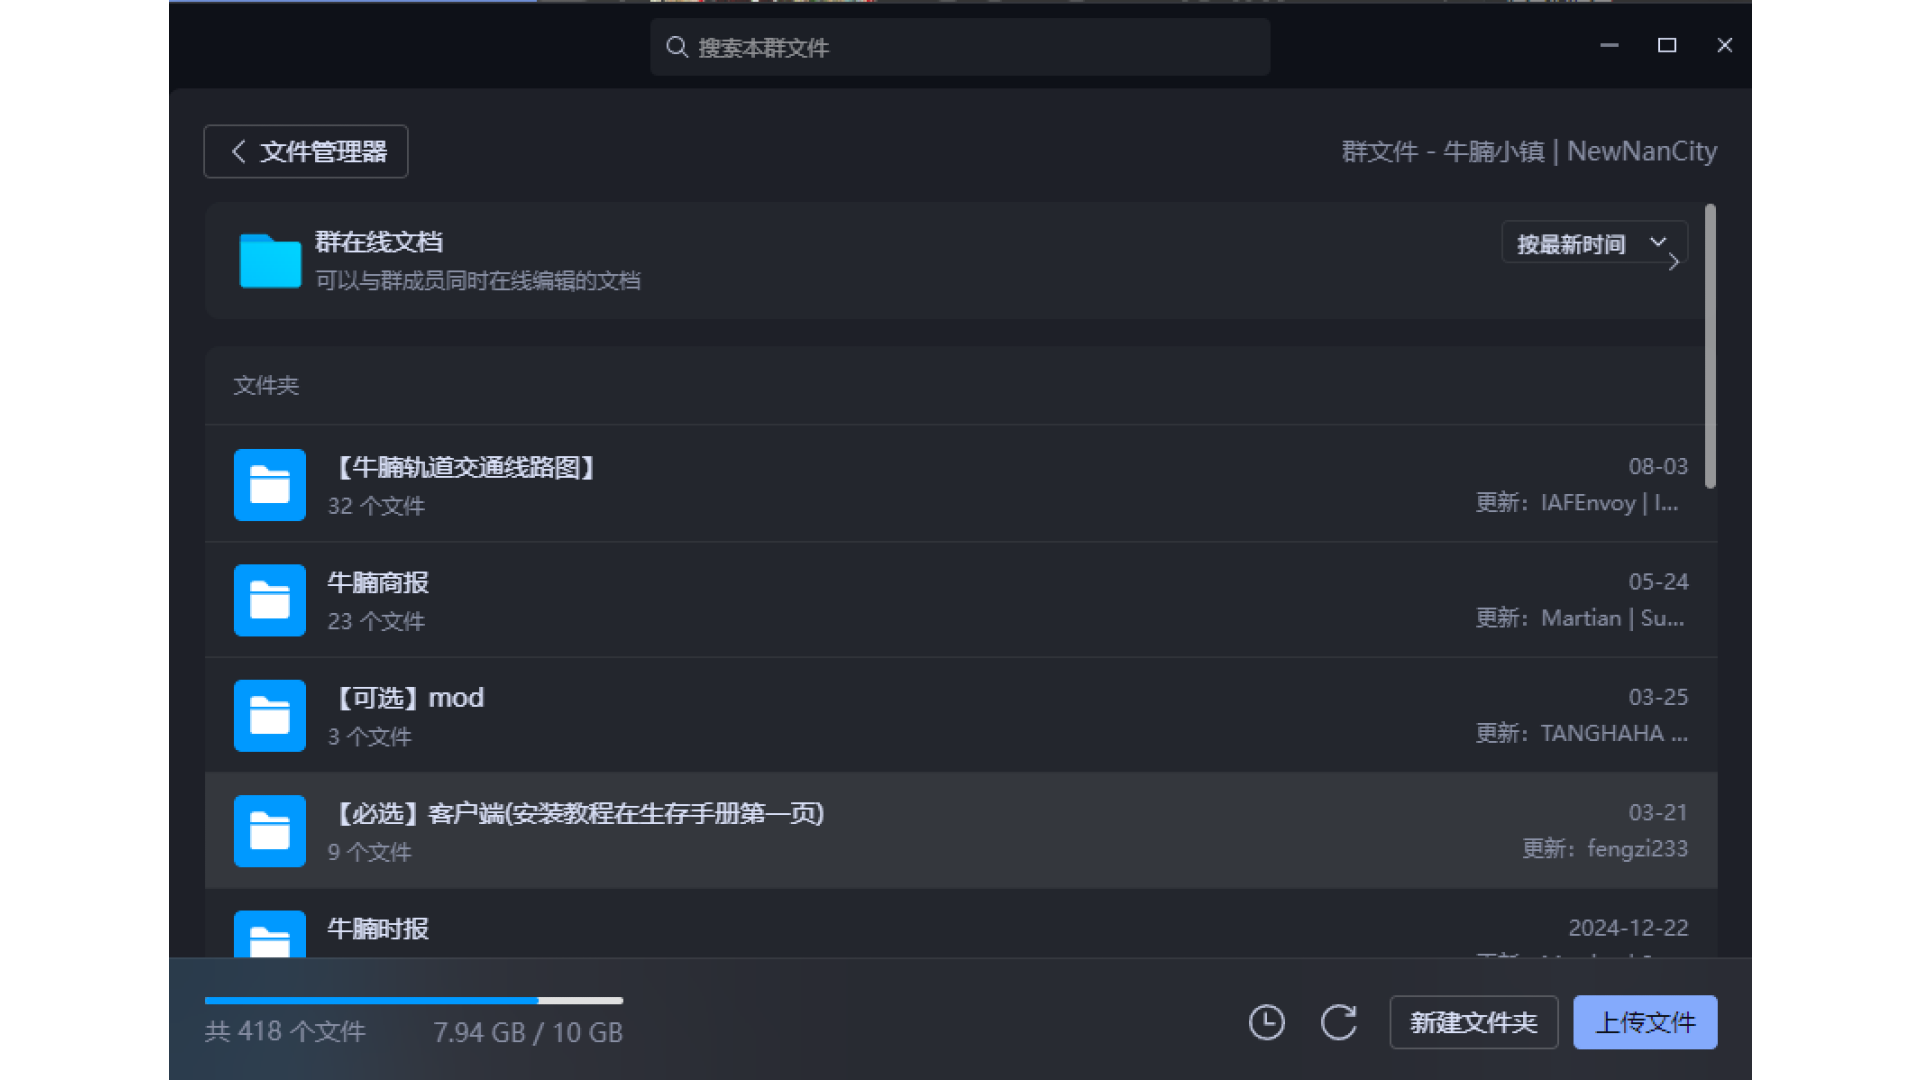 搜索本群文件
文件管理器
群文件 - 牛腩小镇 | NewNanCity
群在线文档
可以与群成员同时在线编辑的文档
按最新时间
文件夹
【牛腩轨道交通线路图】
32 个文件
08-03
更新：IAFEnvoy | I...
牛腩商报
23 个文件
05-24
更新：Martian | Su...
【可选】mod
3 个文件
03-25
更新：TANGHAHA ...
【必选】客户端(安装教程在生存手册第一页)
9 个文件
03-21
更新：fengzi233
牛腩时报
2024-12-22
共 418 个文件
7.94 GB / 10 GB
新建文件夹
上传文件